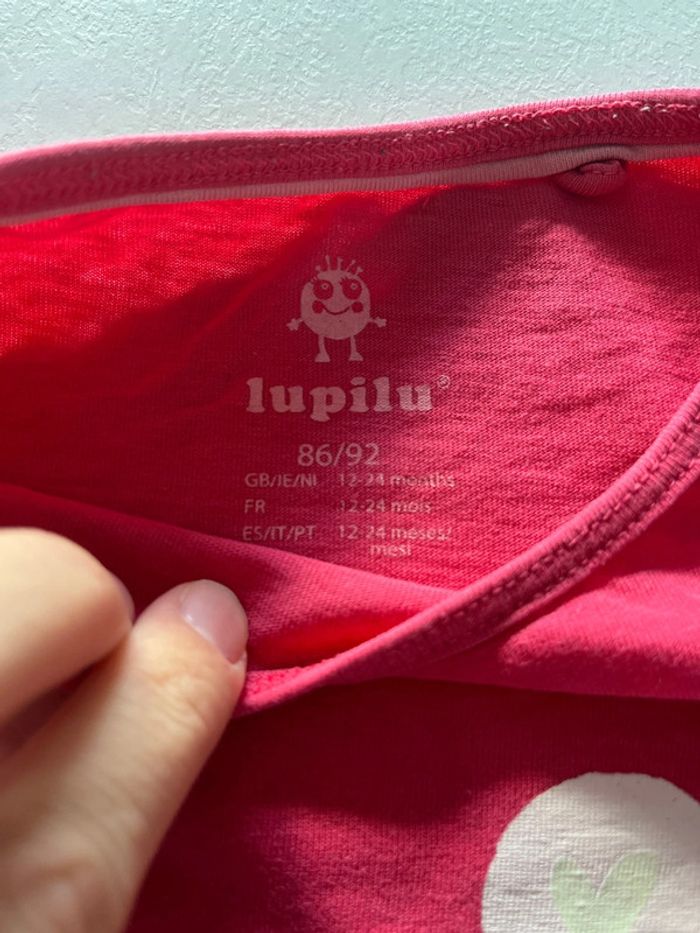 lupilu®
86/92
GB/IE/NI 12-24 months
FR 12-24 mois
ES/IT/PT 12-24 meses/
mesi